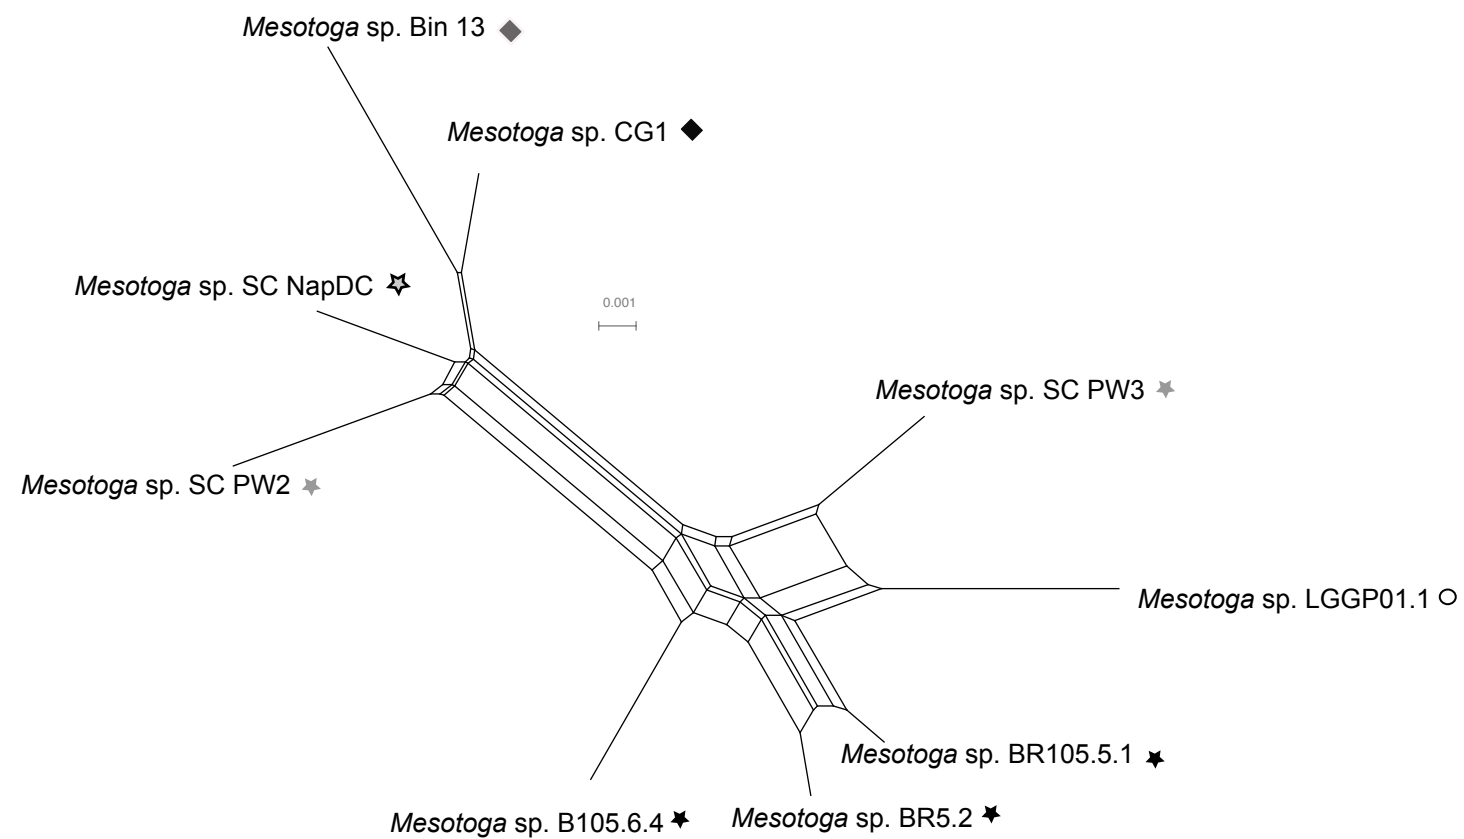 Mesotoga sp. Bin 13
Mesotoga sp. CG1
Mesotoga sp. SC NapDC
0.001
Mesotoga sp. SC PW3
Mesotoga sp. SC PW2
Mesotoga sp. LGGP01.1
Mesotoga sp. BR105.5.1
Mesotoga sp. B105.6.4
Mesotoga sp. BR5.2